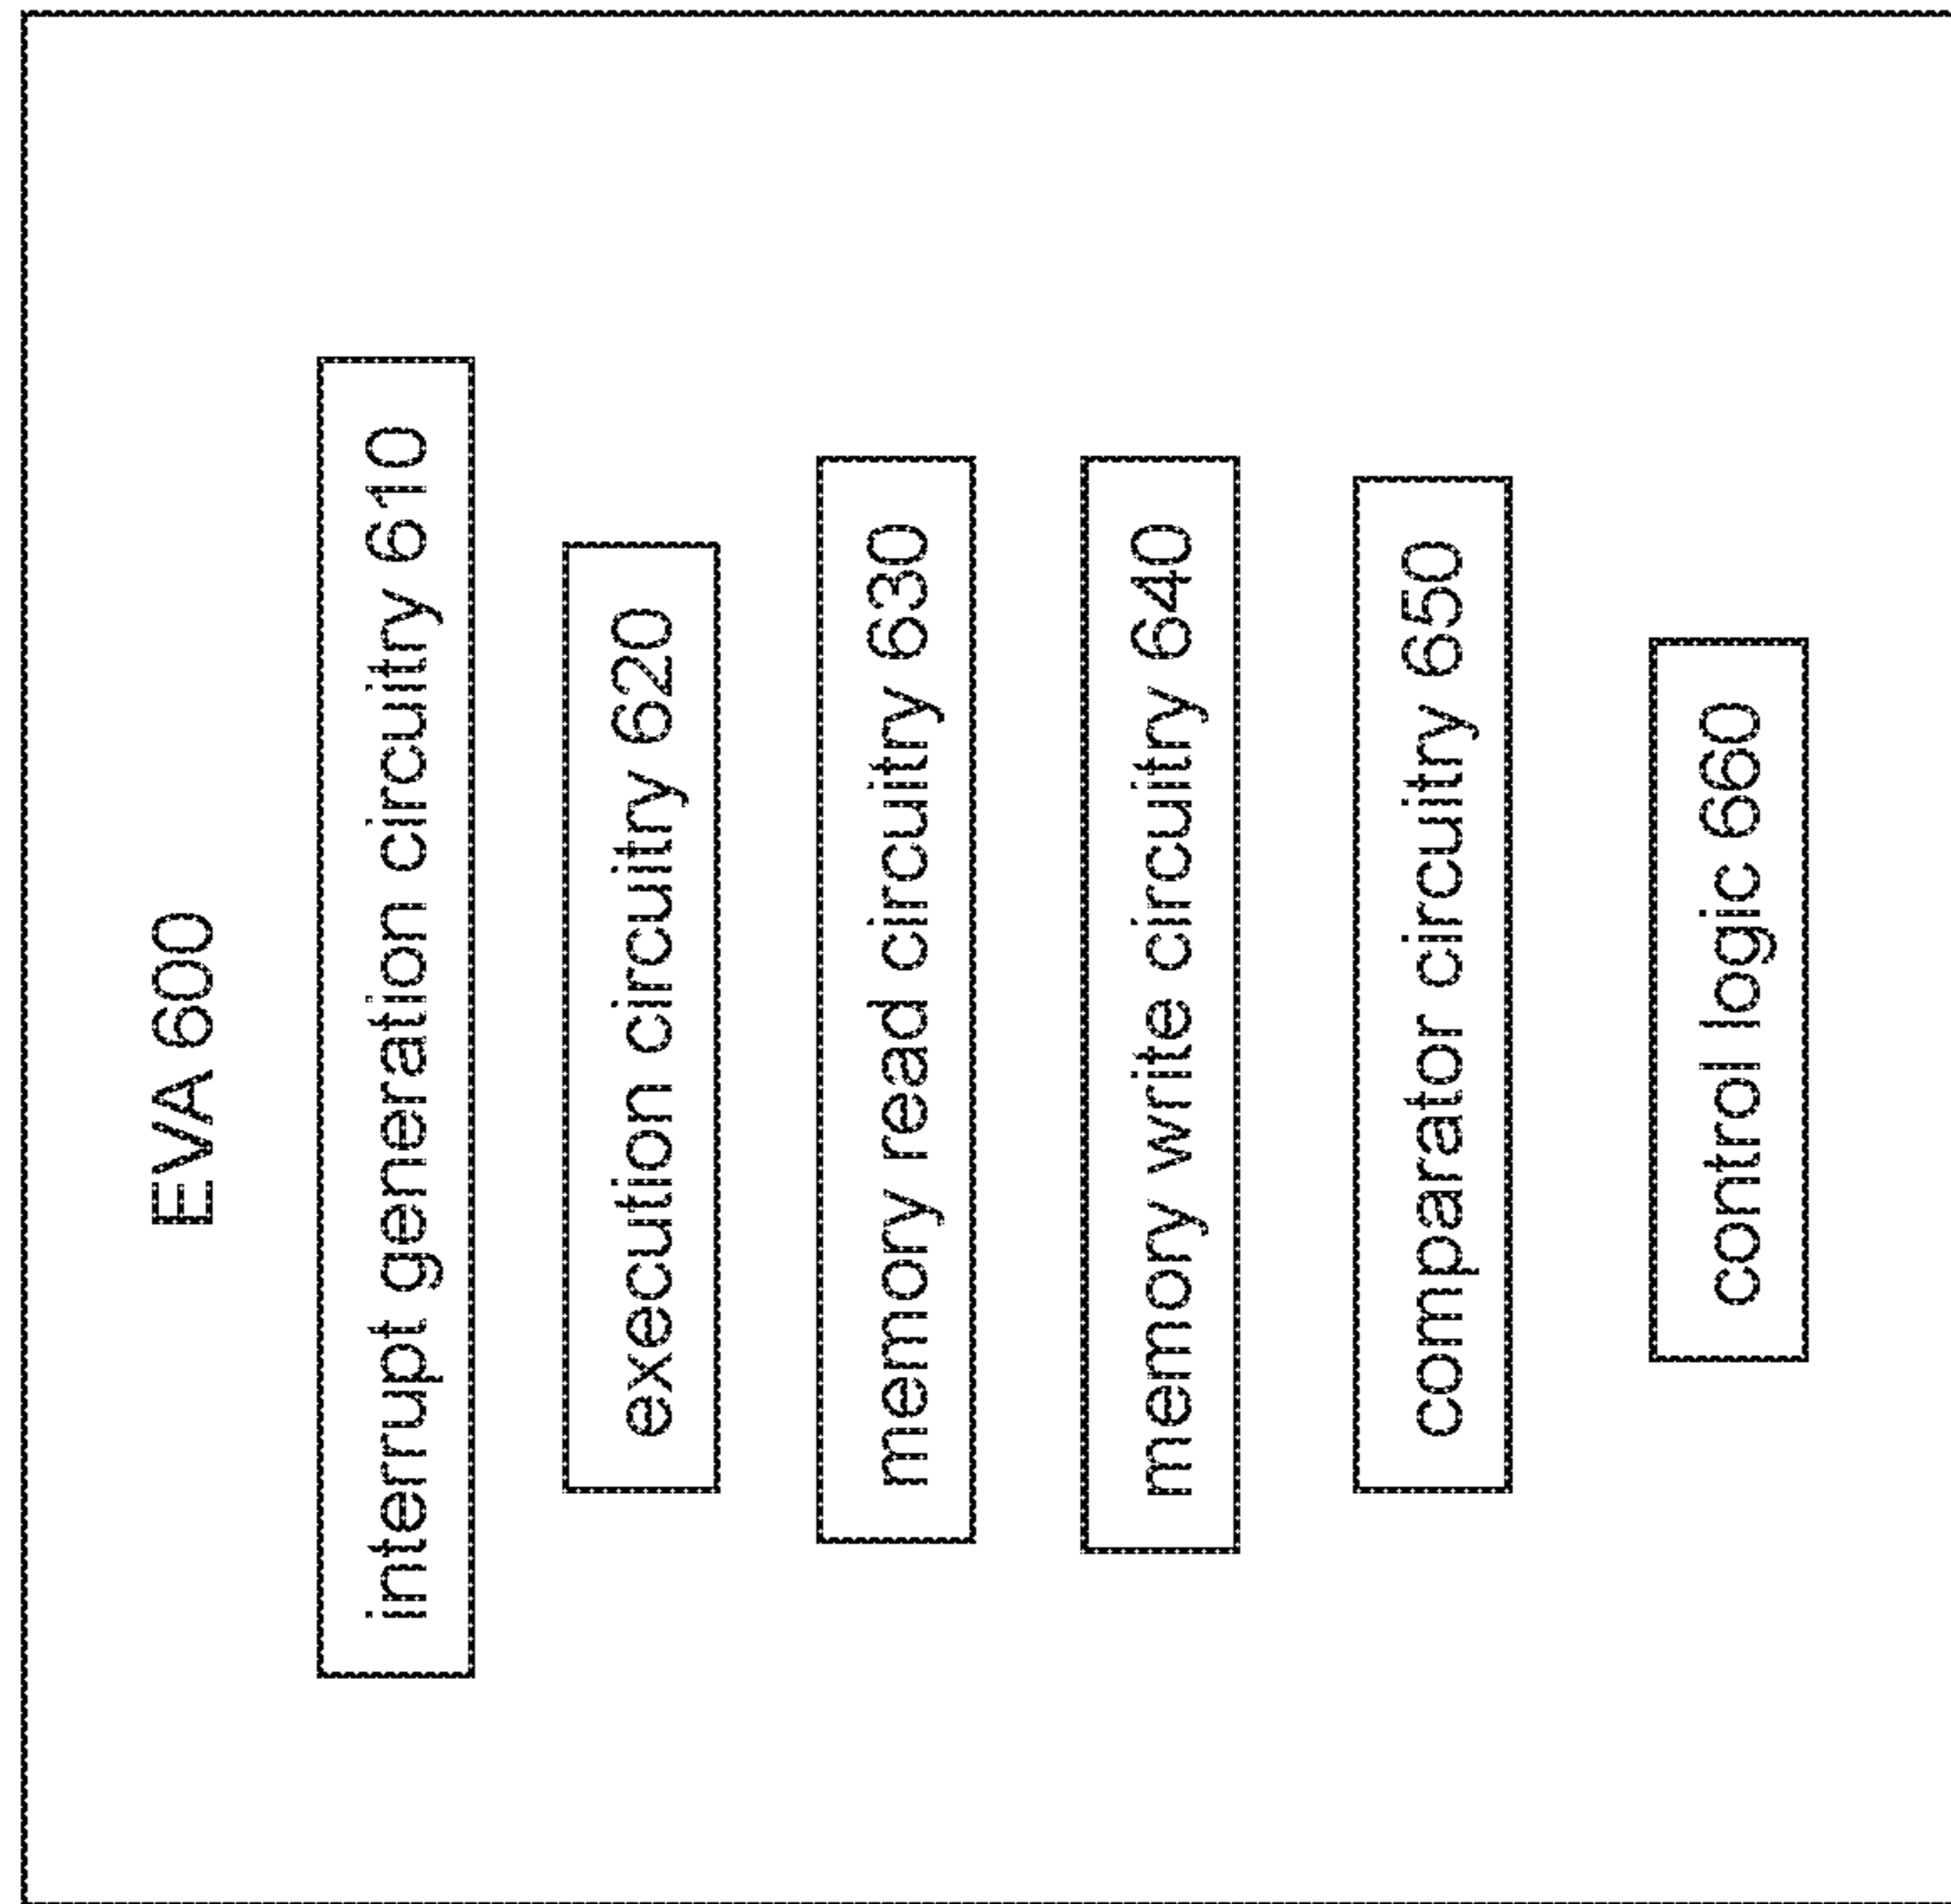 EVA 600
interrupt generation circuitry 610
execution circuitry 620
memory read circuitry 630
memory write circuitry 640
comparator circuitry 650
control logic 660